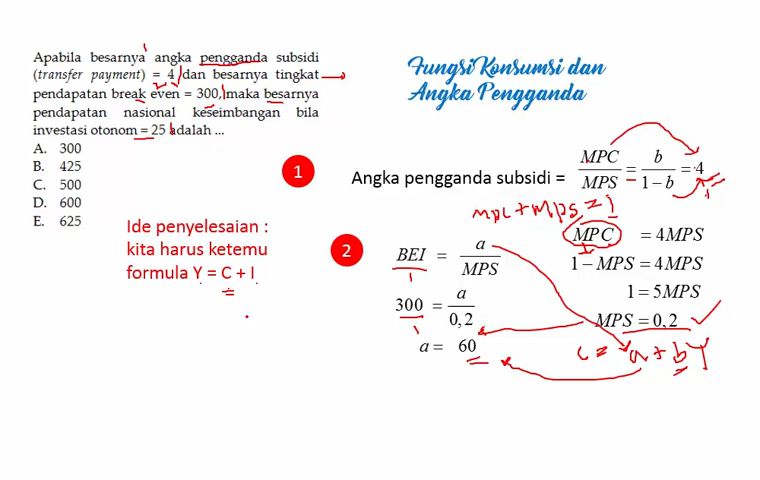 Apabila besarnya angka pengganda subsidi
(transfer payment) = 4, dan besarnya tingkat
pendapatan break even = 300, maka besarnya
pendapatan nasional keseimbangan bila
investasi otonom = 25 adalah ...
A. 300
B. 425
C. 500
D. 600
E. 625
Fungsi Konsumsi dan
Angka Pengganda
1
Angka pengganda subsidi = MPC/MPS = b/(1-b) = 4
MPC + MPS = 1
Ide penyelesaian :
kita harus ketemu
formula Y = C + I
2
BEI = a/MPS
300 = a/0,2
a = 60
MPC = 4MPS
1-MPS = 4MPS
1 = 5MPS
MPS = 0,2
C = a + bY